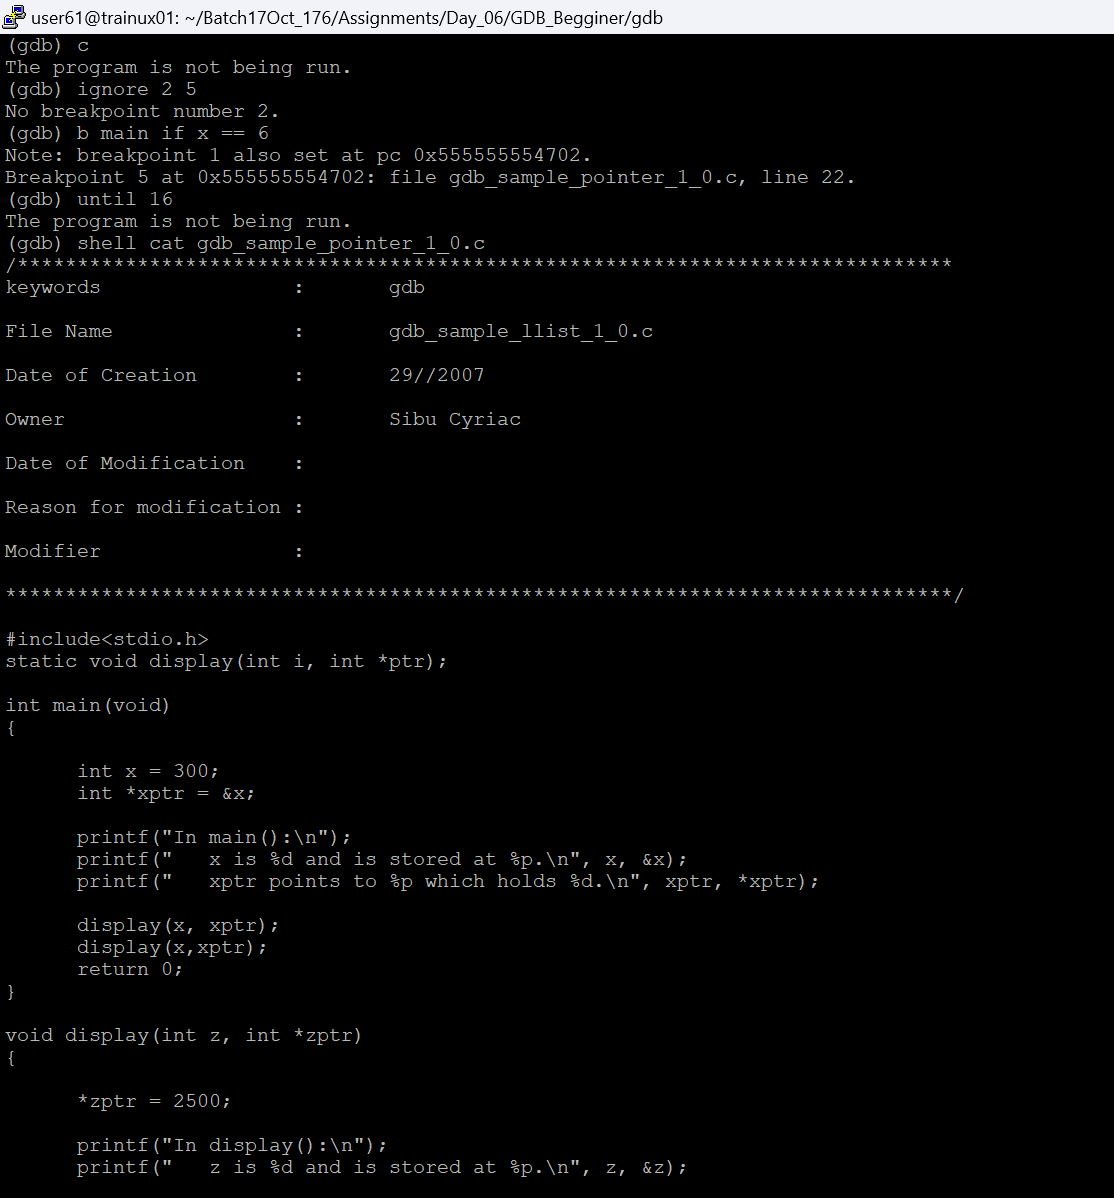 user61@trainux01: ~/Batch17Oct_176/Assignments/Day_06/GDB_Begginer/gdb
(gdb) c
The program is not being run.
(gdb) ignore 2 5
No breakpoint number 2.
(gdb) b main if x == 6
Note: breakpoint 1 also set at pc 0x555555554702.
Breakpoint 5 at 0x555555554702: file gdb_sample_pointer_1_0.c, line 22.
(gdb) until 16
The program is not being run.
(gdb) shell cat gdb_sample_pointer_1_0.c
/*******************************************************************************
keywords                :       gdb
File Name               :       gdb_sample_llist_1_0.c
Date of Creation        :       29//2007
Owner                   :       Sibu Cyriac
Date of Modification    :
Reason for modification :
Modifier                :
********************************************************************************/
#include<stdio.h>
static void display(int i, int *ptr);
int main(void)
{
      int x = 300;
      int *xptr = &x;
      printf("In main():\n");
      printf("   x is %d and is stored at %p.\n", x, &x);
      printf("   xptr points to %p which holds %d.\n", xptr, *xptr);
      display(x, xptr);
      display(x,xptr);
      return 0;
}
void display(int z, int *zptr)
{
      *zptr = 2500;
      printf("In display():\n");
      printf("   z is %d and is stored at %p.\n", z, &z);